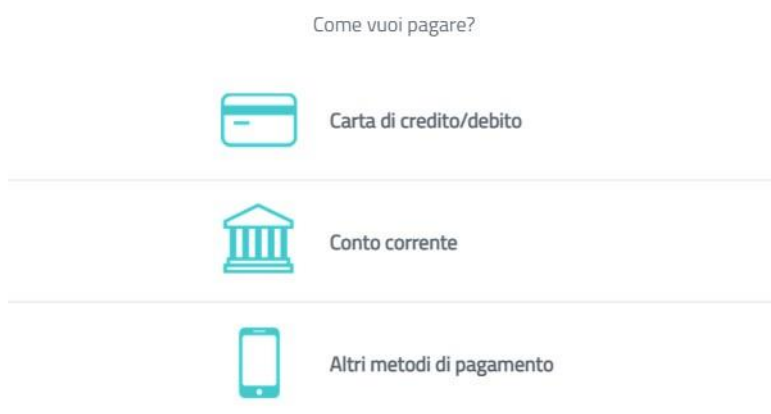 Come vuoi pagare?
Carta di credito/debito
Conto corrente
Altri metodi di pagamento